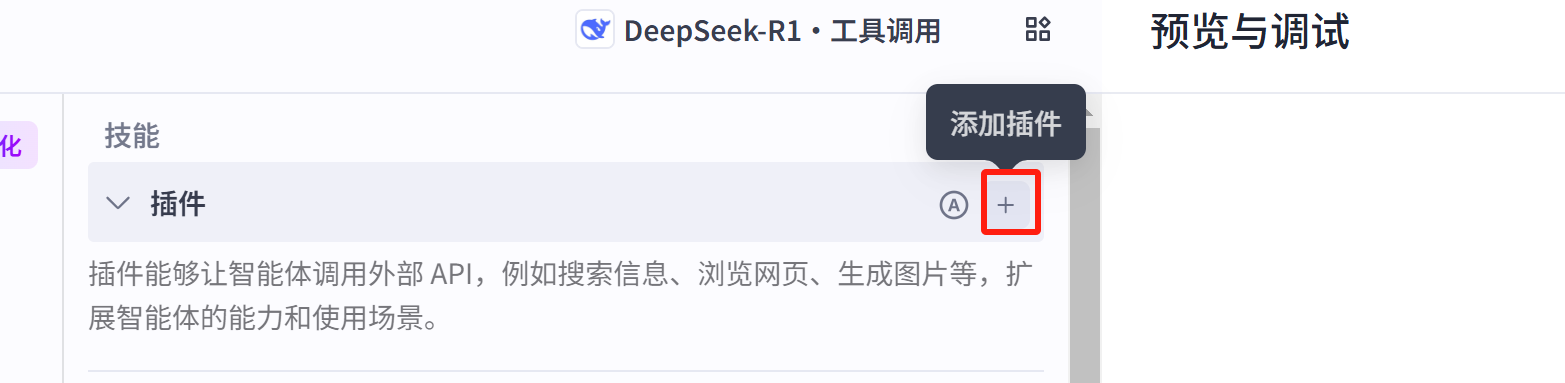 DeepSeek-R1·工具调用
预览与调试
添加插件
化
技能
插件
A
插件能够让智能体调用外部 API，例如搜索信息、浏览网页、生成图片等，扩
展智能体的能力和使用场景。